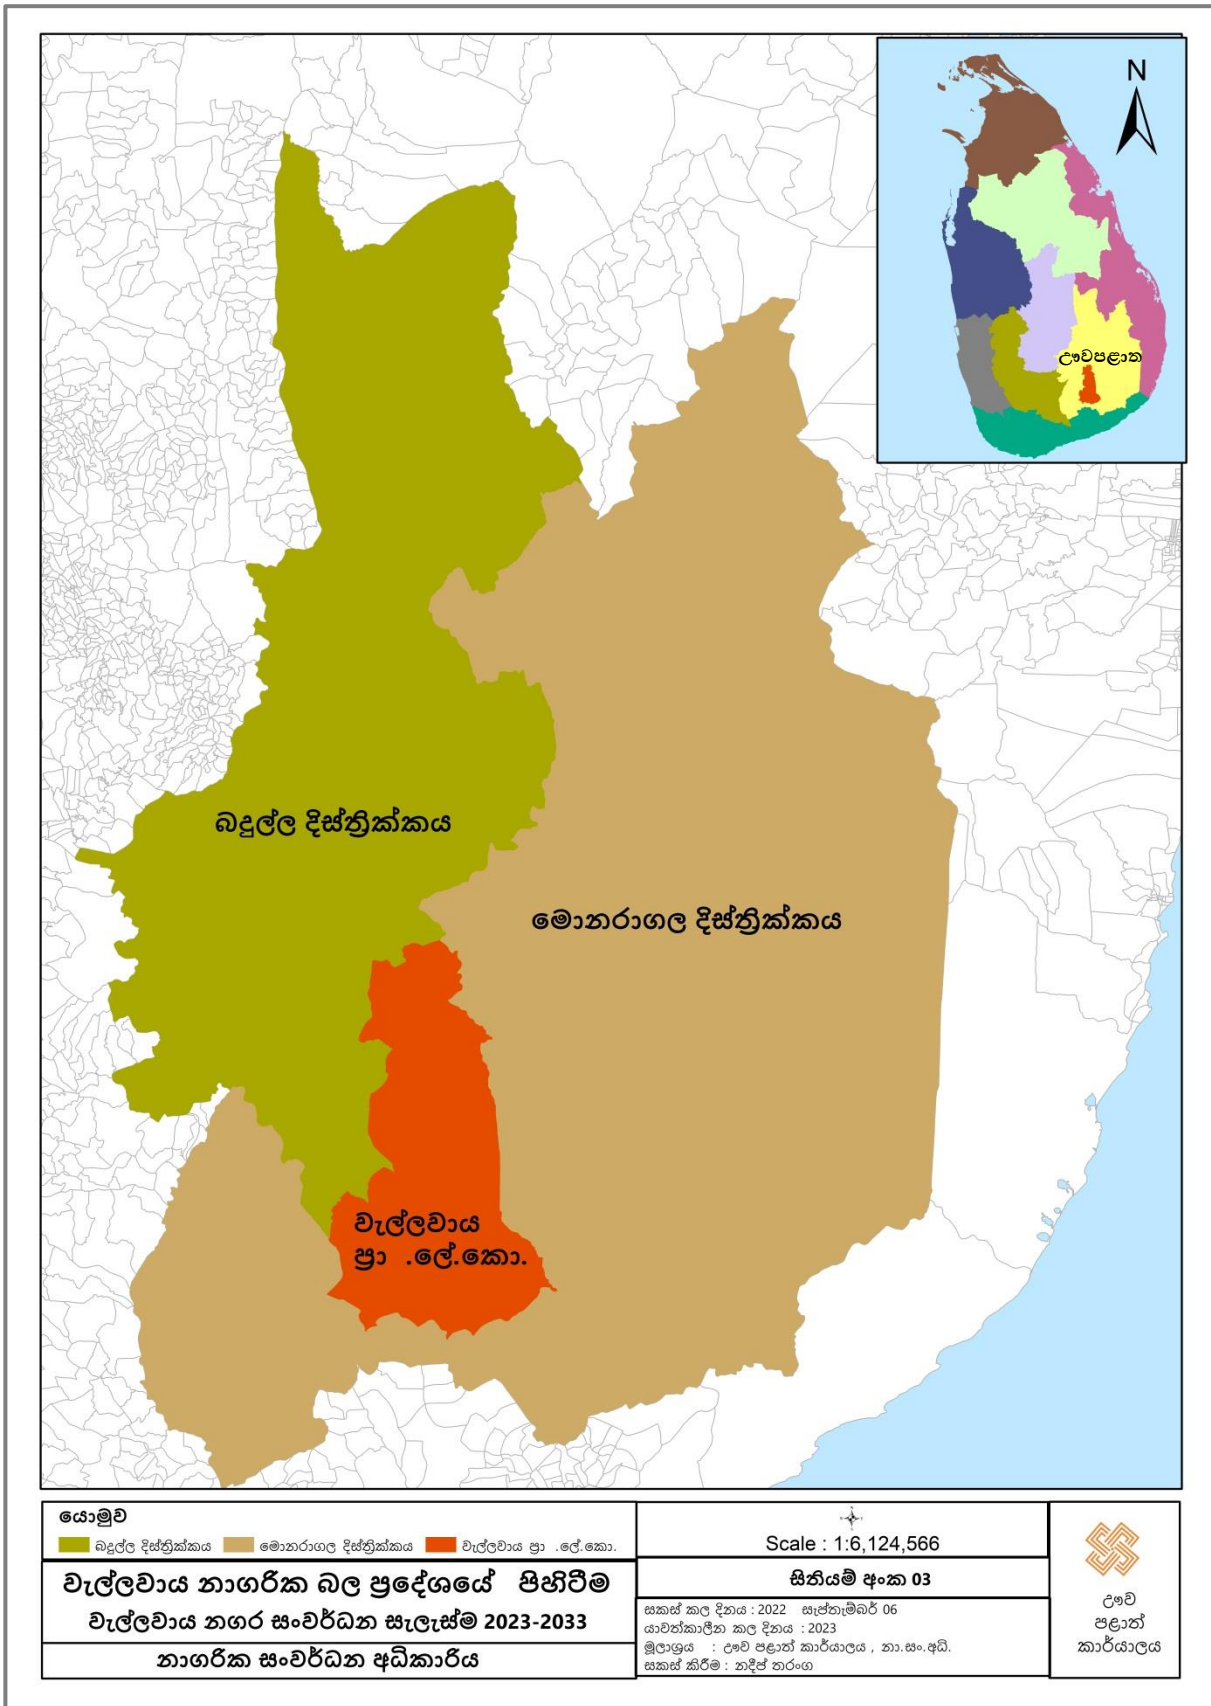 N
ඌවපළාත
බදුල්ල දිස්ත්‍රික්කය
මොනරාගල දිස්ත්‍රික්කය
වැල්ලවාය
ප්‍රා .ලේ.කො.
යොමුව
බදුල්ල දිස්ත්‍රික්කය මොනරාගල දිස්ත්‍රික්කය වැල්ලවාය ප්‍රා .ලේ.කො.
වැල්ලවාය නාගරික බල ප්‍රදේශයේ පිහිටීම
වැල්ලවාය නගර සංවර්ධන සැලැස්ම 2023-2033
නාගරික සංවර්ධන අධිකාරිය
Scale : 1:6,124,566
සිතියම් අංක 03
සකස් කල දිනය : 2022 සැප්තැම්බර් 06
යාවත්කාලීන කල දිනය : 2023
මූලාශ්‍රය : ඌව පළාත් කාර්යාලය , නා.සං.අධි.
සකස් කිරීම : නදීප් තරංග
ඌව
පළාත්
කාර්යාලය